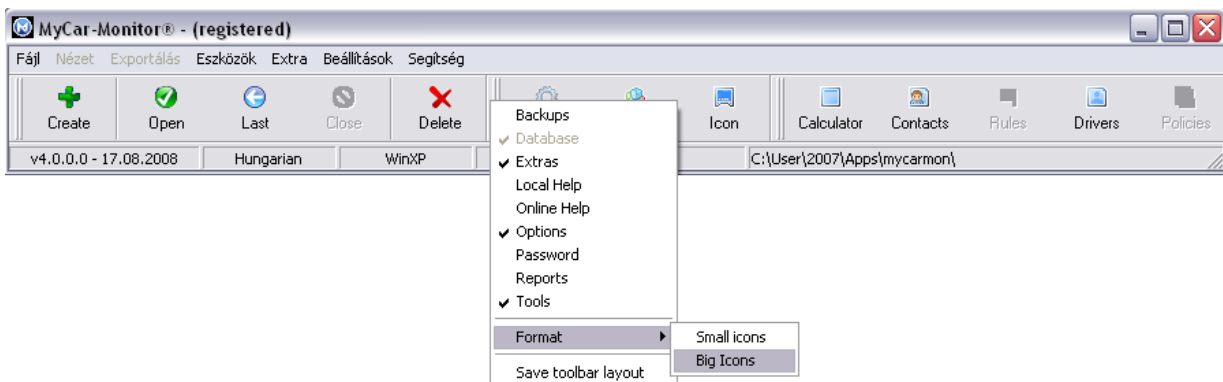 MyCar-Monitor® - (registered)
Fájl Nézet Exportálás Eszközök Extra Beállítások Segítség
Create Open Last Close Delete Icon Calculator Contacts Rules Drivers Policies
v4.0.0.0 - 17.08.2008 Hungarian WinXP C:\User\2007\Apps\mycarmon\
Backups
Database
Extras
Local Help
Online Help
Options
Password
Reports
Tools
Format
Small icons
Big Icons
Save toolbar layout